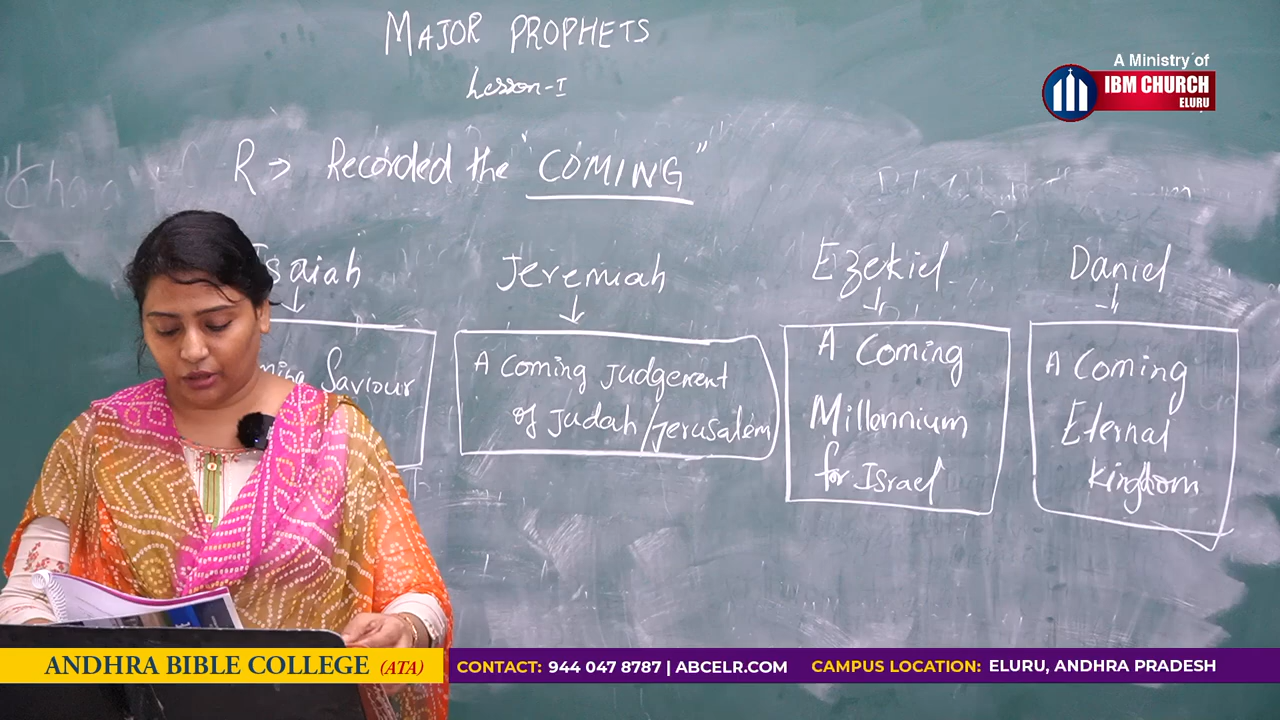 MAJOR PROPHETS
Lesson-I
A Ministry of
IBM CHURCH
ELURU
R -> Recorded the "COMING"
Isaiah
Jeremiah
Ezekiel
Daniel
Saviour
A Coming Judgement
of Judah/Jerusalem
A Coming
Millennium
for Israel
A Coming
Eternal
Kingdom
ANDHRA BIBLE COLLEGE (ATA)
CONTACT: 944 047 8787 | ABCELR.COM
CAMPUS LOCATION: ELURU, ANDHRA PRADESH